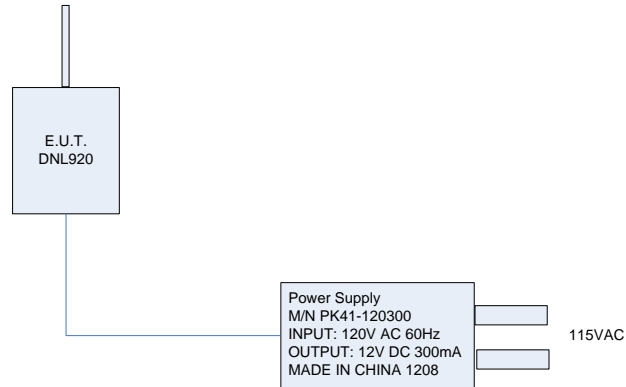 E.U.T.
DNL920
Power Supply
M/N PK41-120300
INPUT: 120V AC 60Hz
OUTPUT: 12V DC 300mA
MADE IN CHINA 1208
115VAC